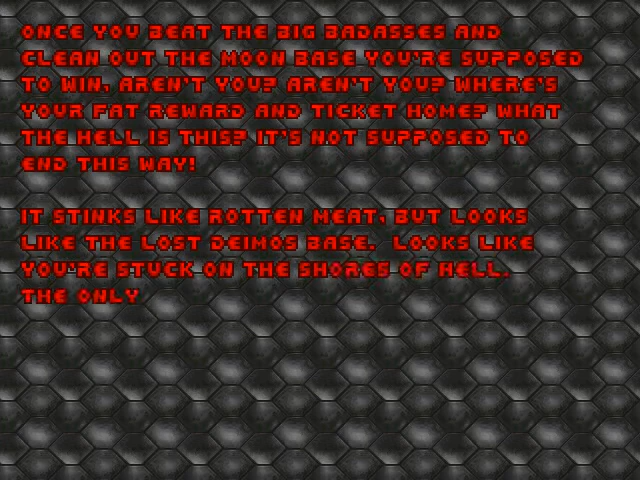 ONCE YOU BEAT THE BIG BADASSES AND
CLEAN OUT THE MOON BASE YOU'RE SUPPOSED
TO WIN, AREN'T YOU? AREN'T YOU? WHERE'S
YOUR FAT REWARD AND TICKET HOME? WHAT
THE HELL IS THIS? IT'S NOT SUPPOSED TO
END THIS WAY!

IT STINKS LIKE ROTTEN MEAT, BUT LOOKS
LIKE THE LOST DEIMOS BASE.  LOOKS LIKE
YOU'RE STUCK ON THE SHORES OF HELL.
THE ONLY